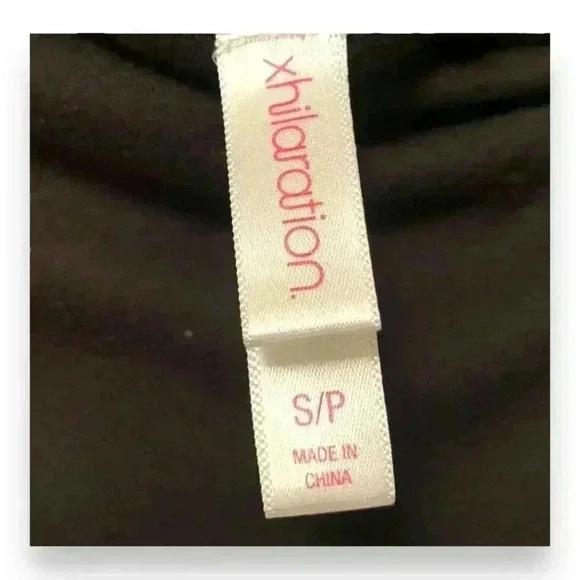 xhilaration.
S/P
MADE IN
CHINA